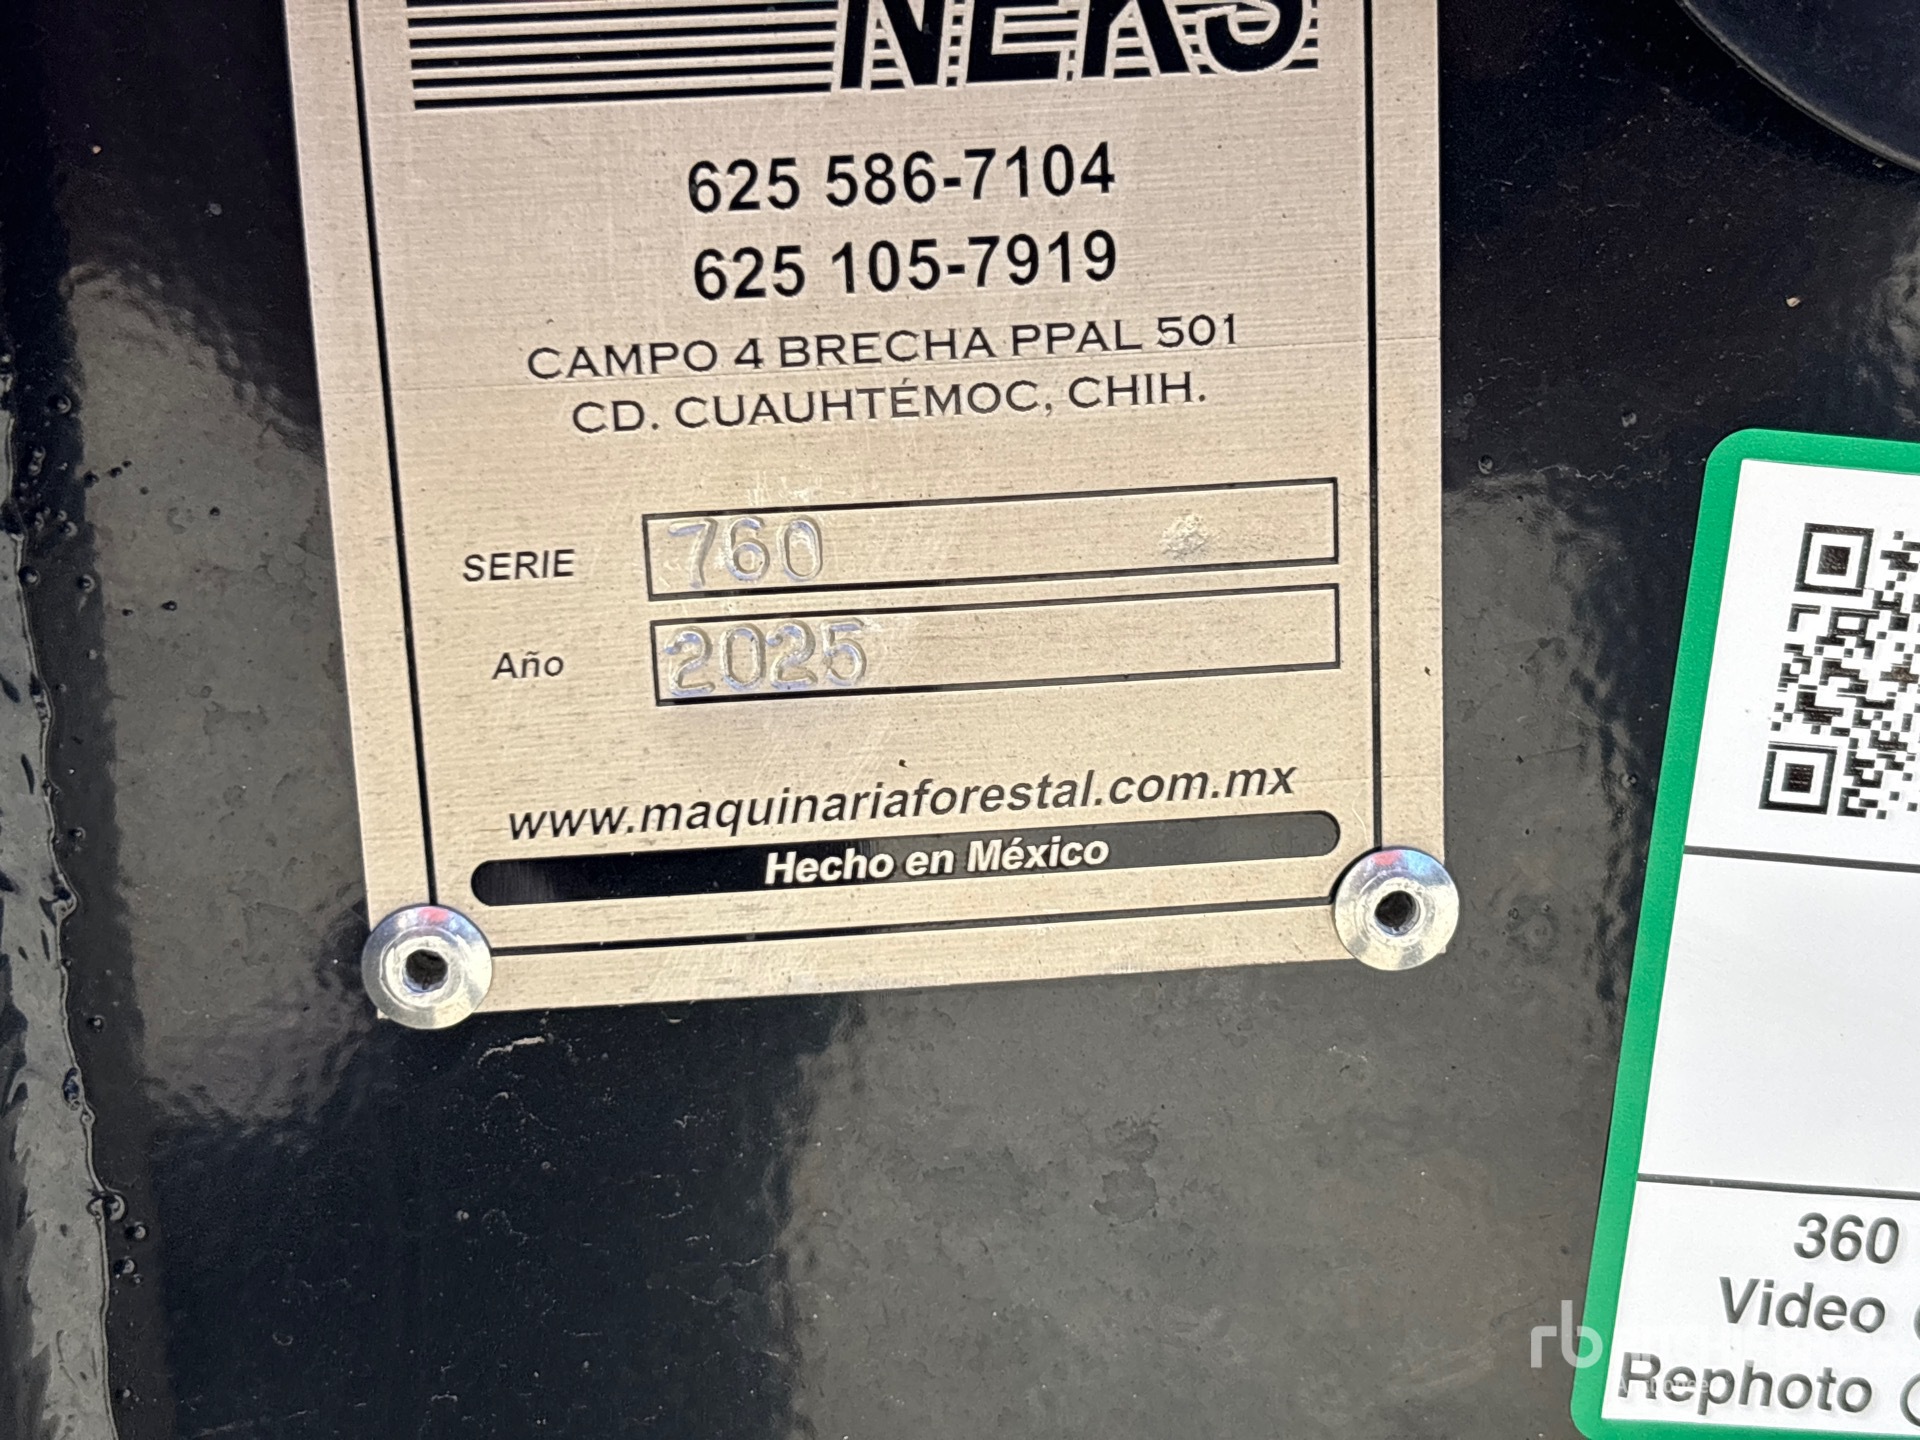 625 586-7104
625 105-7919
CAMPO 4 BRECHA PPAL 501
CD. CUAUHTÉMOC, CHIH.
SERIE 760
Año 2025
www.maquinariaforestal.com.mx
Hecho en México
360
Video
Rephoto
rb